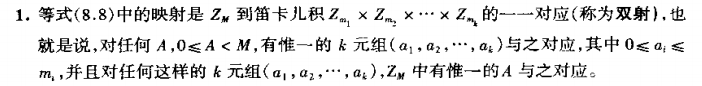 1. 等式(8.8)中的映射是 Z_M 到笛卡儿积 Z_{m_1} × Z_{m_2} × ⋯ × Z_{m_k} 的一一对应(称为双射),也
就是说,对任何 A,0≤A < M,有惟一的 k 元组(a_1,a_2,⋯,a_k)与之对应,其中 0≤a_i≤
m_i,并且对任何这样的 k 元组(a_1,a_2,⋯,a_k),Z_M 中有惟一的A 与之对应。